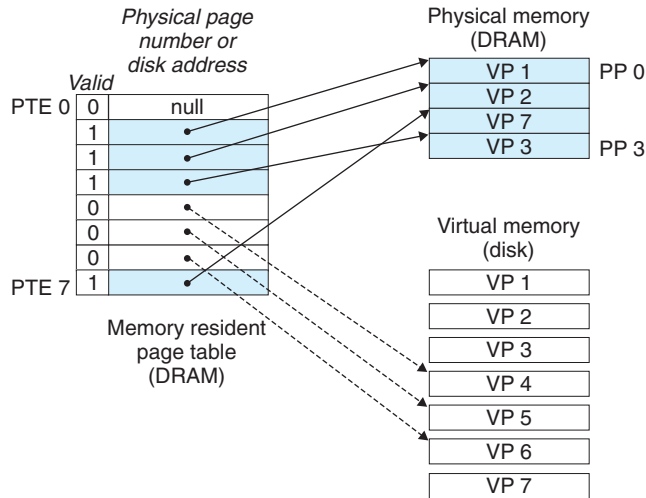 Physical page
number or
disk address
Valid
PTE 0
0
null
1
1
1
0
0
0
PTE 7
1
Memory resident
page table
(DRAM)
Physical memory
(DRAM)
VP 1
PP 0
VP 2
VP 7
VP 3
PP 3
Virtual memory
(disk)
VP 1
VP 2
VP 3
VP 4
VP 5
VP 6
VP 7